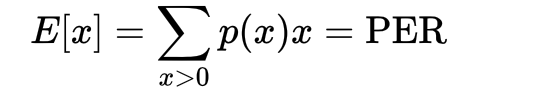 E[x] = ∑_{x>0} p(x)x = PER